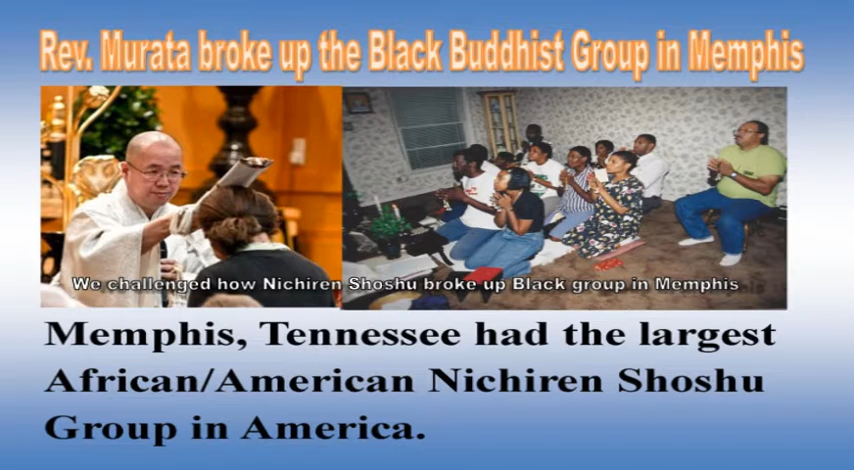 Rev. Murata broke up the Black Buddhist Group in Memphis
We challenged how Nichiren Shoshu broke up Black group in Memphis
Memphis, Tennessee had the largest
African/American Nichiren Shoshu
Group in America.